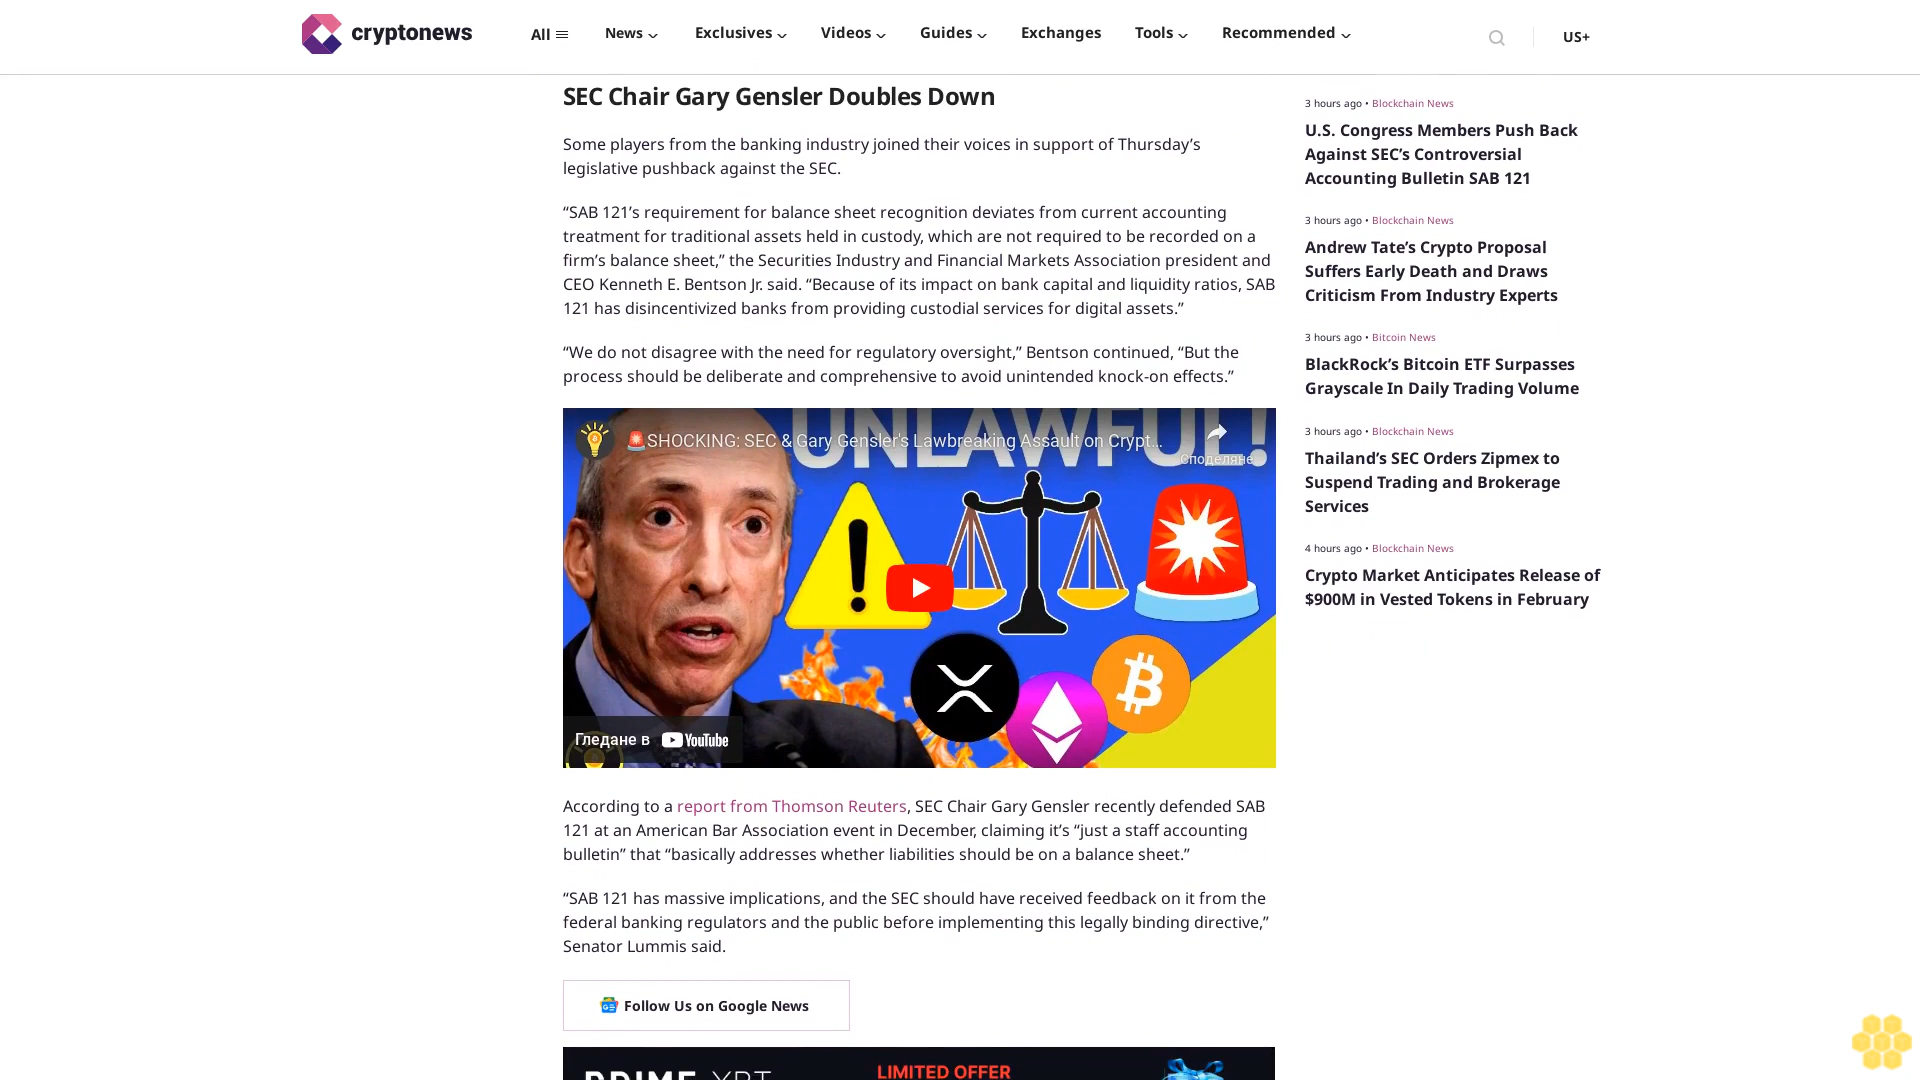 cryptonews
All
News
Exclusives
Videos
Guides
Exchanges
Tools
Recommended
US+
SEC Chair Gary Gensler Doubles Down
Some players from the banking industry joined their voices in support of Thursday’s
legislative pushback against the SEC.
“SAB 121’s requirement for balance sheet recognition deviates from current accounting
treatment for traditional assets held in custody, which are not required to be recorded on a
firm’s balance sheet,” the Securities Industry and Financial Markets Association president and
CEO Kenneth E. Bentson Jr. said. “Because of its impact on bank capital and liquidity ratios, SAB
121 has disincentivized banks from providing custodial services for digital assets.”
“We do not disagree with the need for regulatory oversight,” Bentson continued, “But the
process should be deliberate and comprehensive to avoid unintended knock-on effects.”
UNLAWFUL!
🚨SHOCKING: SEC & Gary Gensler's Lawbreaking Assault on Crypt...
Споделяне
Гледане в YouTube
According to a report from Thomson Reuters, SEC Chair Gary Gensler recently defended SAB
121 at an American Bar Association event in December, claiming it’s “just a staff accounting
bulletin” that “basically addresses whether liabilities should be on a balance sheet.”
“SAB 121 has massive implications, and the SEC should have received feedback on it from the
federal banking regulators and the public before implementing this legally binding directive,”
Senator Lummis said.
Follow Us on Google News
PRIME XBT
LIMITED OFFER
3 hours ago • Blockchain News
U.S. Congress Members Push Back
Against SEC’s Controversial
Accounting Bulletin SAB 121
3 hours ago • Blockchain News
Andrew Tate’s Crypto Proposal
Suffers Early Death and Draws
Criticism From Industry Experts
3 hours ago • Bitcoin News
BlackRock’s Bitcoin ETF Surpasses
Grayscale In Daily Trading Volume
3 hours ago • Blockchain News
Thailand’s SEC Orders Zipmex to
Suspend Trading and Brokerage
Services
4 hours ago • Blockchain News
Crypto Market Anticipates Release of
$900M in Vested Tokens in February